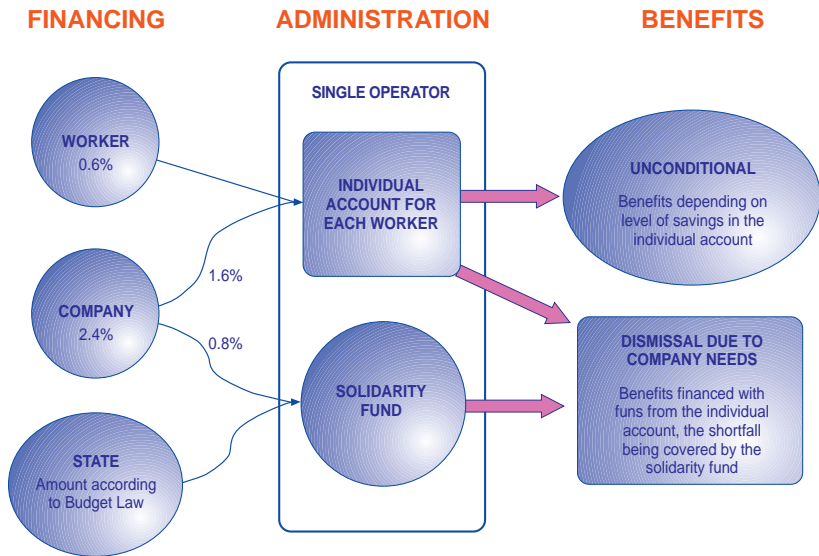 FINANCING
ADMINISTRATION
BENEFITS
WORKER
0.6%
COMPANY
2.4%
STATE
Amount according
to Budget Law
1.6%
0.8%
SINGLE OPERATOR
INDIVIDUAL
ACCOUNT FOR
EACH WORKER
SOLIDARITY
FUND
UNCONDITIONAL
Benefits depending on
level of savings in the
individual account
DISMISSAL DUE TO
COMPANY NEEDS
Benefits financed with
funs from the individual
account, the shortfall
being covered by the
solidarity fund